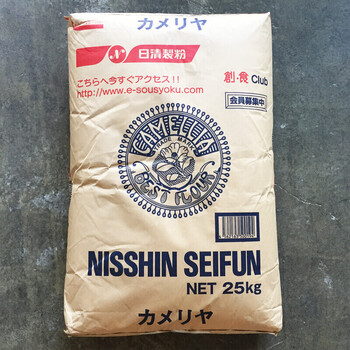 カメリヤ
N 日清製粉
こちらへ今すぐアクセス!!
http://www.e-sousyoku.com/
創・食 Club
会員募集中
CAMELLIA
TRADE MARK
BEST FLOUR
NISSHIN SEIFUN
NET 25kg
カメリヤ